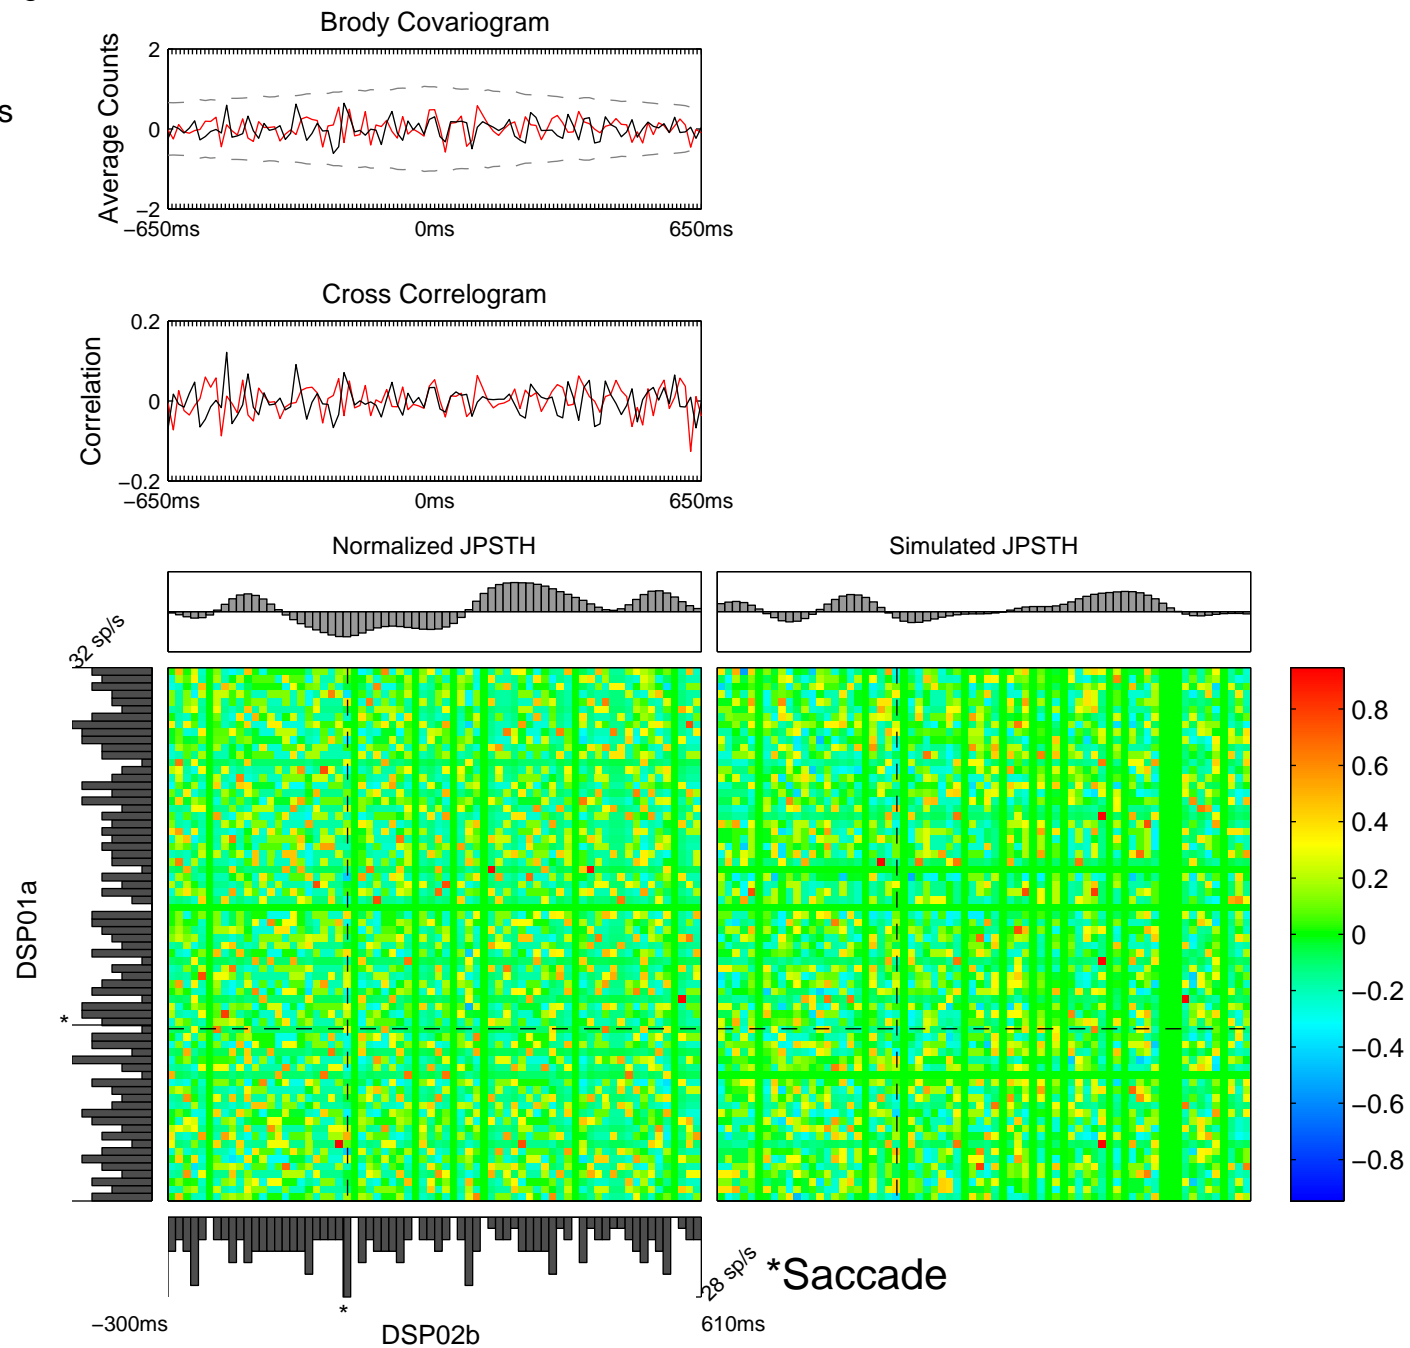 g
Brody Covariogram
s
Average Counts
2
0
−2
−650ms
0ms
650ms
Cross Correlogram
Correlation
0.2
0
−0.2
−650ms
0ms
650ms
Normalized JPSTH
Simulated JPSTH
32 sp/s
DSP01a
*
0.8
0.6
0.4
0.2
0
−0.2
−0.4
−0.6
−0.8
28 sp/s
*Saccade
*
−300ms
DSP02b
610ms